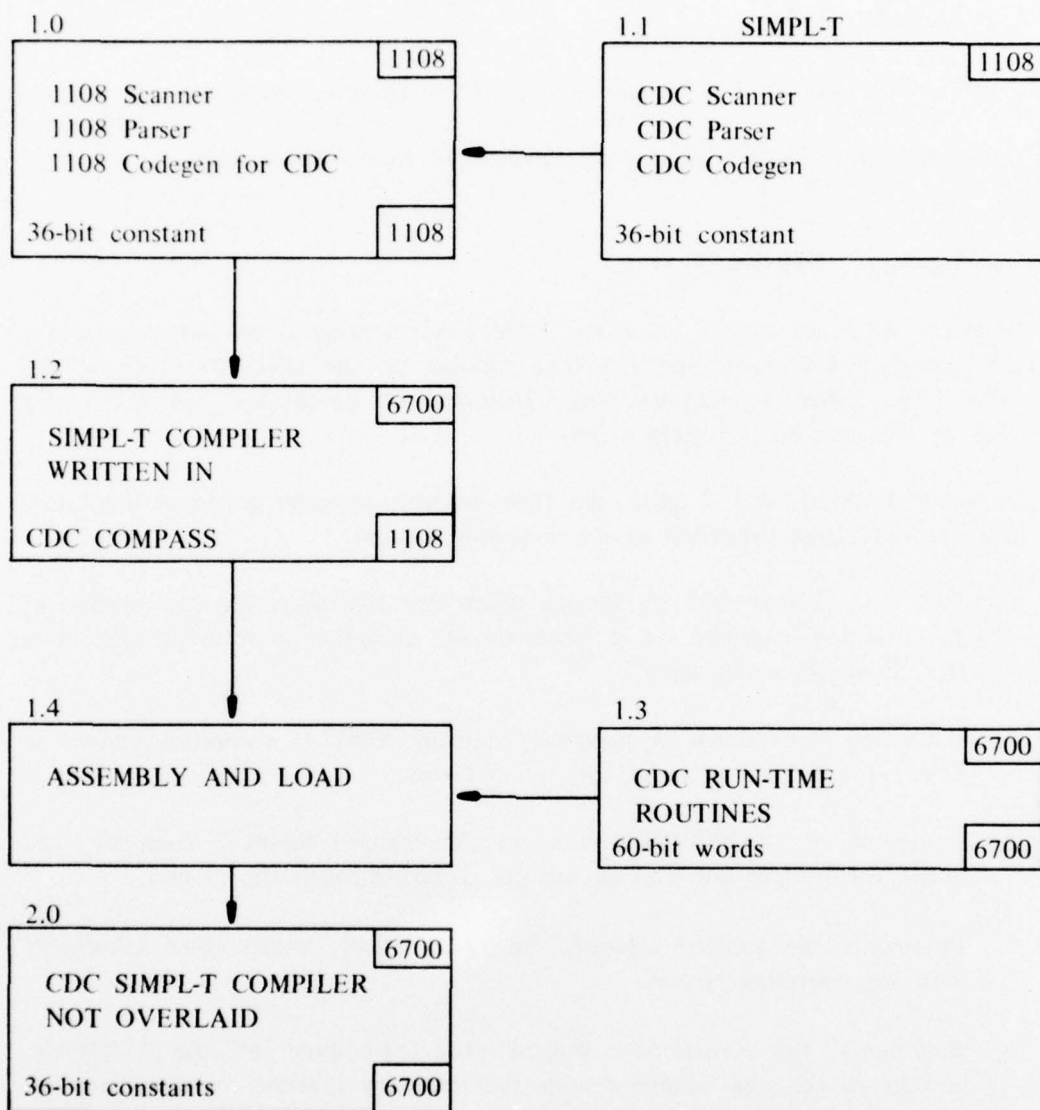 1.0
1108
1108 Scanner
1108 Parser
1108 Codegen for CDC
36-bit constant
1108
1.1 SIMPL-T
1108
CDC Scanner
CDC Parser
CDC Codegen
36-bit constant
1.2
6700
SIMPL-T COMPILER
WRITTEN IN
CDC COMPASS
1108
1.4
ASSEMBLY AND LOAD
1.3
6700
CDC RUN-TIME
ROUTINES
60-bit words
6700
2.0
6700
CDC SIMPL-T COMPILER
NOT OVERLAID
36-bit constants
6700